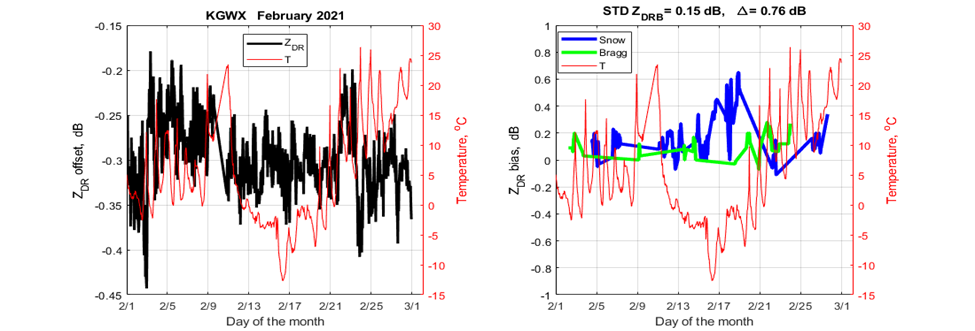 KGWX February 2021
-0.15
-0.2
-0.25
-0.3
-0.35
-0.4
-0.45
Z_DR offset, dB
Z_DR
T
30
25
20
15
10
5
0
-5
-10
-15
Temperature, °C
2/1 2/5 2/9 2/13 2/17 2/21 2/25 3/1
Day of the month
STD Z_DRB = 0.15 dB, Δ= 0.76 dB
1
0.8
0.6
0.4
0.2
0
-0.2
-0.4
-0.6
-0.8
-1
Z_DR bias, dB
Snow
Bragg
T
30
25
20
15
10
5
0
-5
-10
-15
Temperature, °C
2/1 2/5 2/9 2/13 2/17 2/21 2/25 3/1
Day of the month